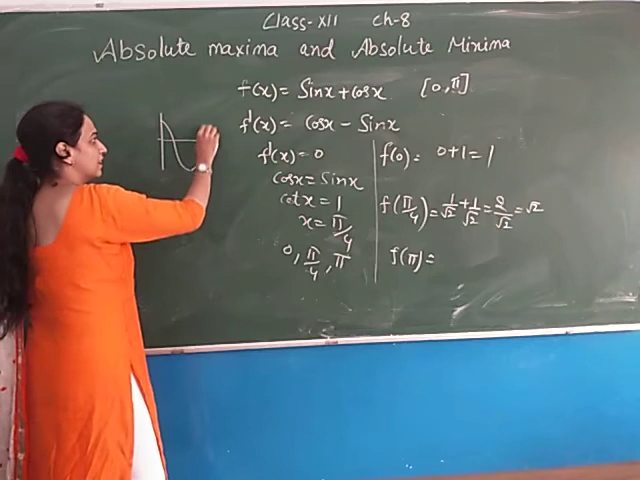 Class-XII Ch-8
Absolute maxima and Absolute Minima
f(x) = Sinx + cosx [0, π]
f'(x) = cosx - Sinx
f'(x) = 0
cosx = Sinx
cotx = 1
x = π/4
0, π/4, π
f(0) = 0+1 = 1
f(π/4) = 1/√2 + 1/√2 = 2/√2 = √2
f(π) =